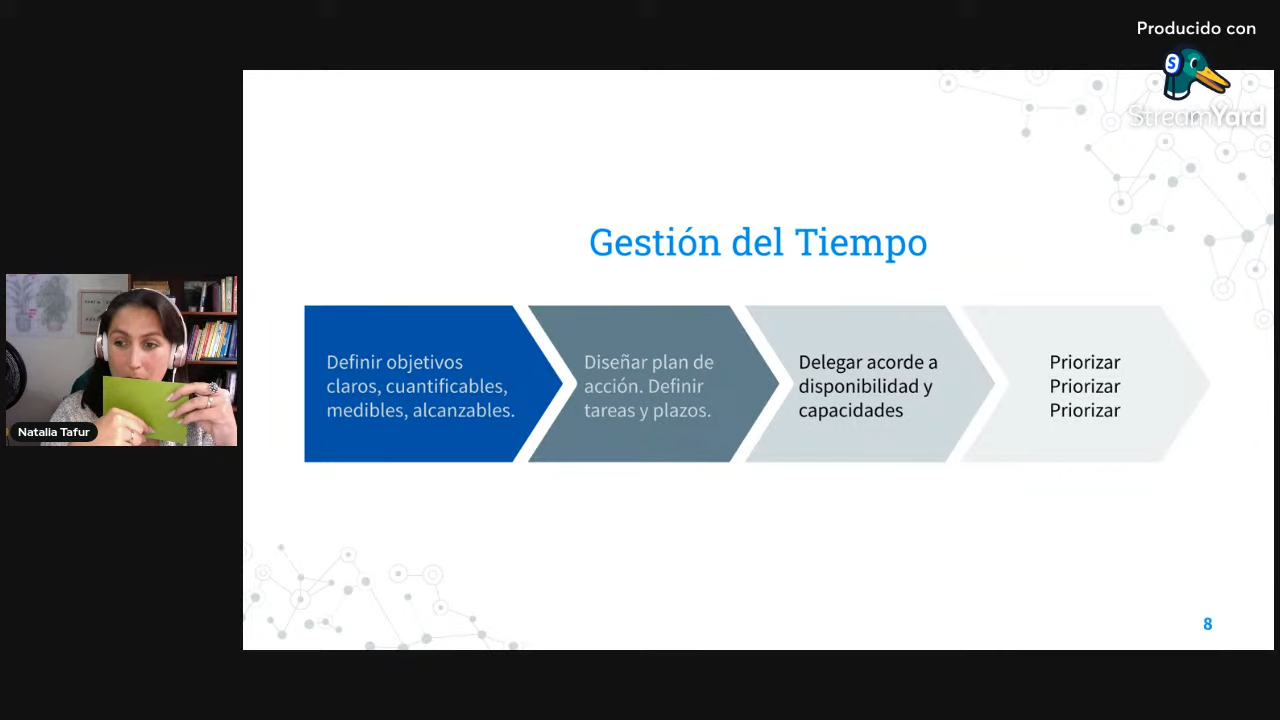 Producido con
StreamYard
Gestión del Tiempo
Definir objetivos
claros, cuantificables,
medibles, alcanzables.
Diseñar plan de
acción. Definir
tareas y plazos.
Delegar acorde a
disponibilidad y
capacidades
Priorizar
Priorizar
Priorizar
Natalia Tafur
8